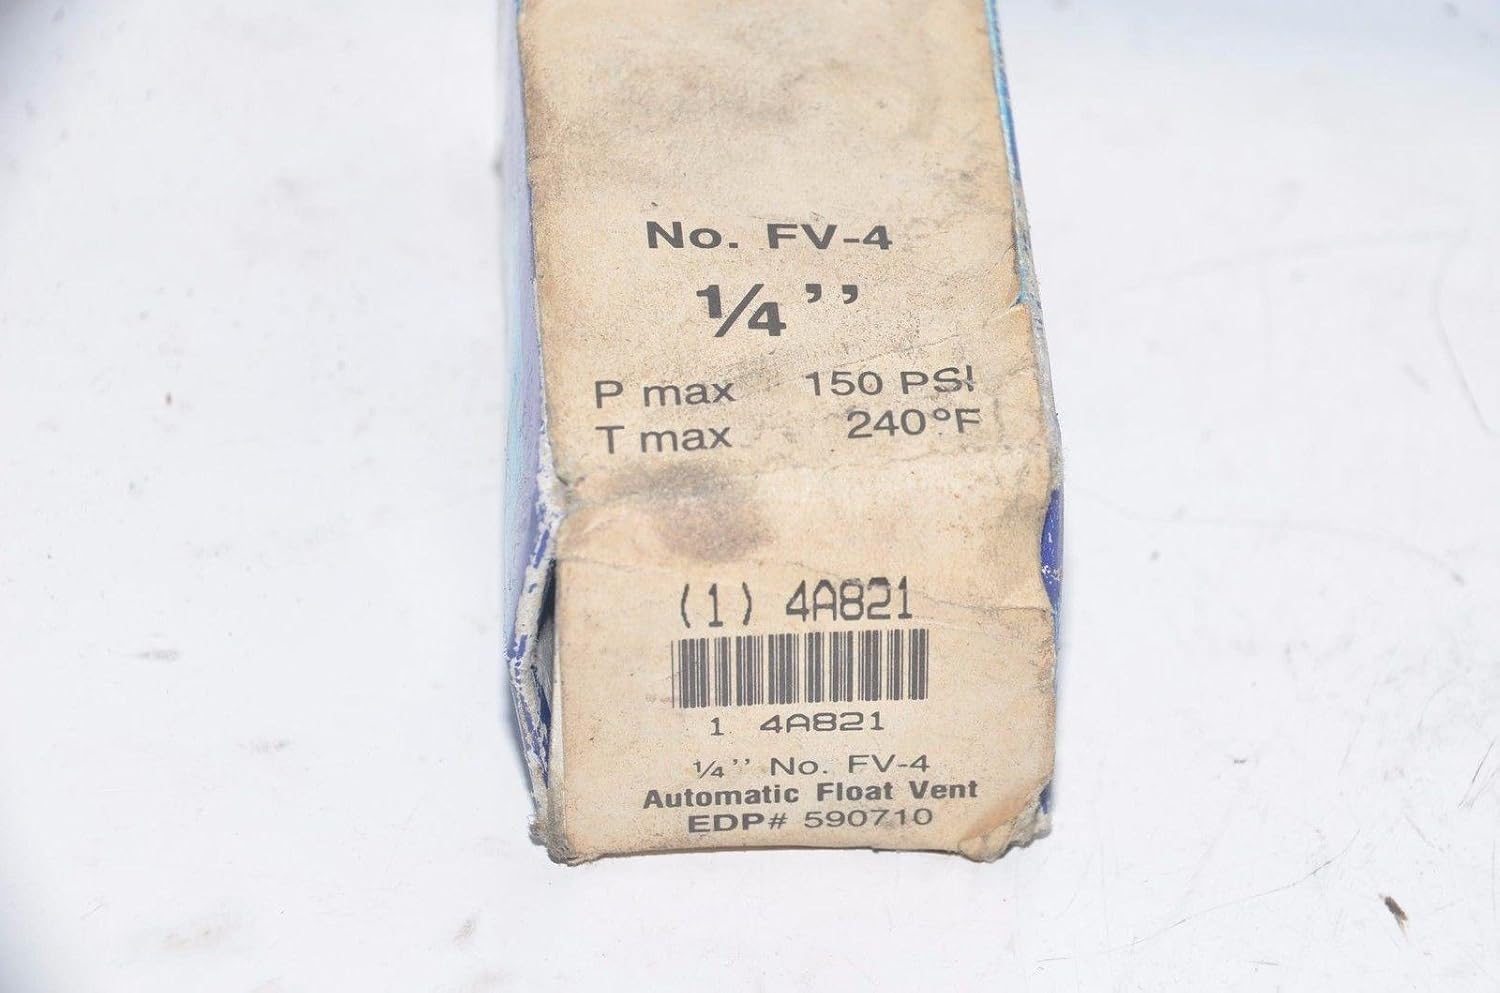 No. FV-4
¼’’
P max 150 PSI
T max 240°F
(1) 4A821
1 4A821
¼’’ No. FV-4
Automatic Float Vent
EDP# 590710